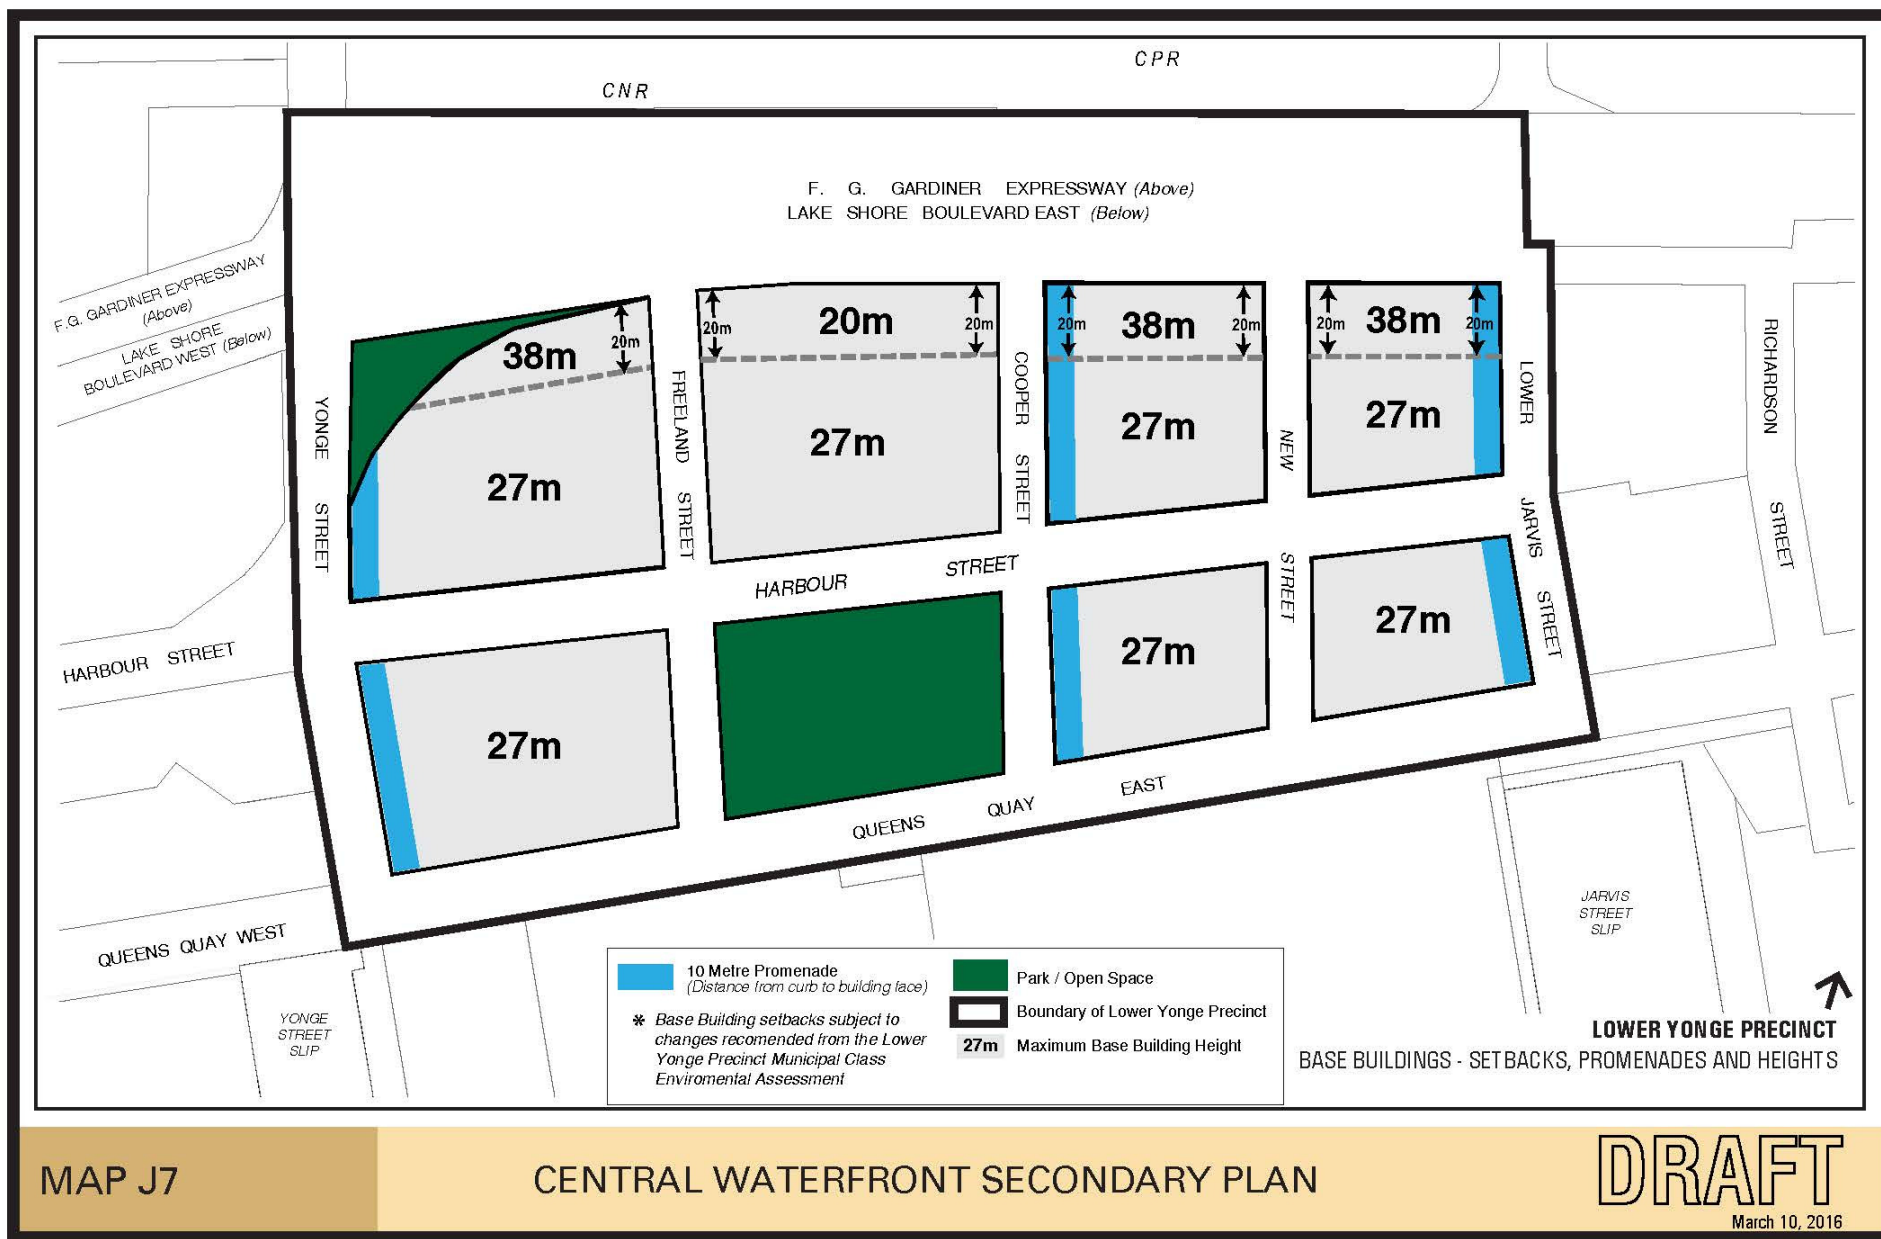 CPR
CNR
F. G. GARDINER EXPRESSWAY (Above)
LAKE SHORE BOULEVARD EAST (Below)
F.G. GARDINER EXPRESSWAY
(Above)
LAKE SHORE
BOULEVARD WEST (Below)
YONGE STREET
FREELAND STREET
COOPER STREET
NEW STREET
LOWER JARVIS STREET
RICHARDSON STREET
38m
20m
27m
20m
20m
20m
27m
20m
38m
20m
27m
20m
38m
20m
27m
HARBOUR STREET
HARBOUR STREET
27m
27m
27m
QUEENS QUAY EAST
QUEENS QUAY WEST
YONGE
STREET
SLIP
JARVIS
STREET
SLIP
10 Metre Promenade
(Distance from curb to building face)
* Base Building setbacks subject to
changes recomended from the Lower
Yonge Precinct Municipal Class
Enviromental Assessment
Park / Open Space
Boundary of Lower Yonge Precinct
27m Maximum Base Building Height
LOWER YONGE PRECINCT
BASE BUILDINGS - SETBACKS, PROMENADES AND HEIGHTS
MAP J7
CENTRAL WATERFRONT SECONDARY PLAN
DRAFT
March 10, 2016